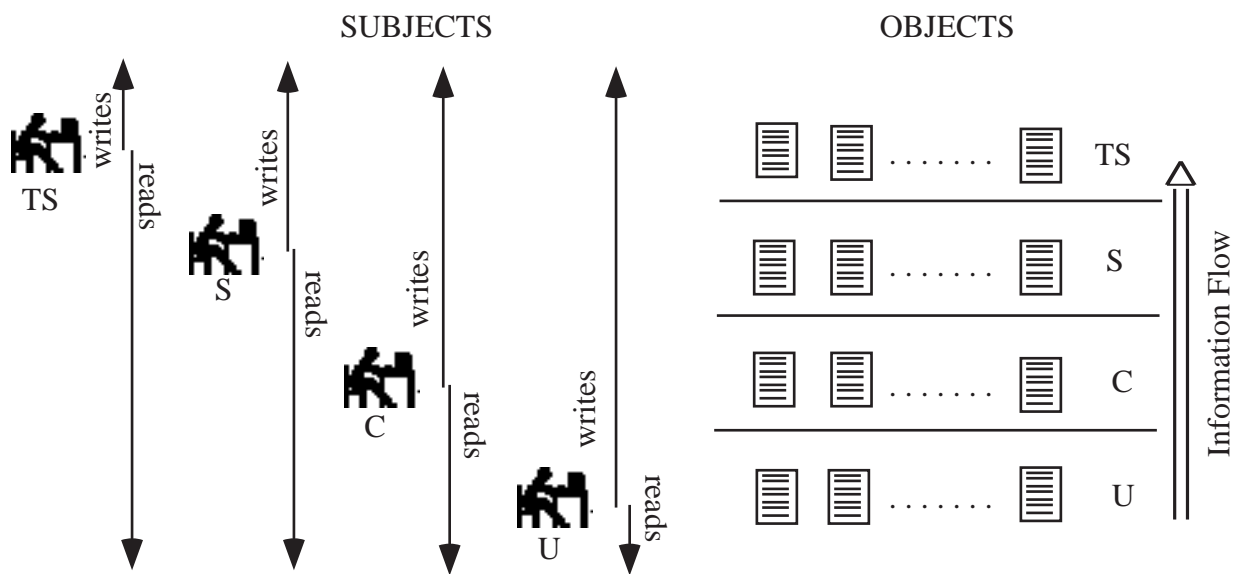 SUBJECTS
OBJECTS
writes
reads
TS
writes
reads
S
writes
reads
C
writes
reads
U
. . . . . . . TS
. . . . . . . S
. . . . . . . C
. . . . . . . U
Information Flow